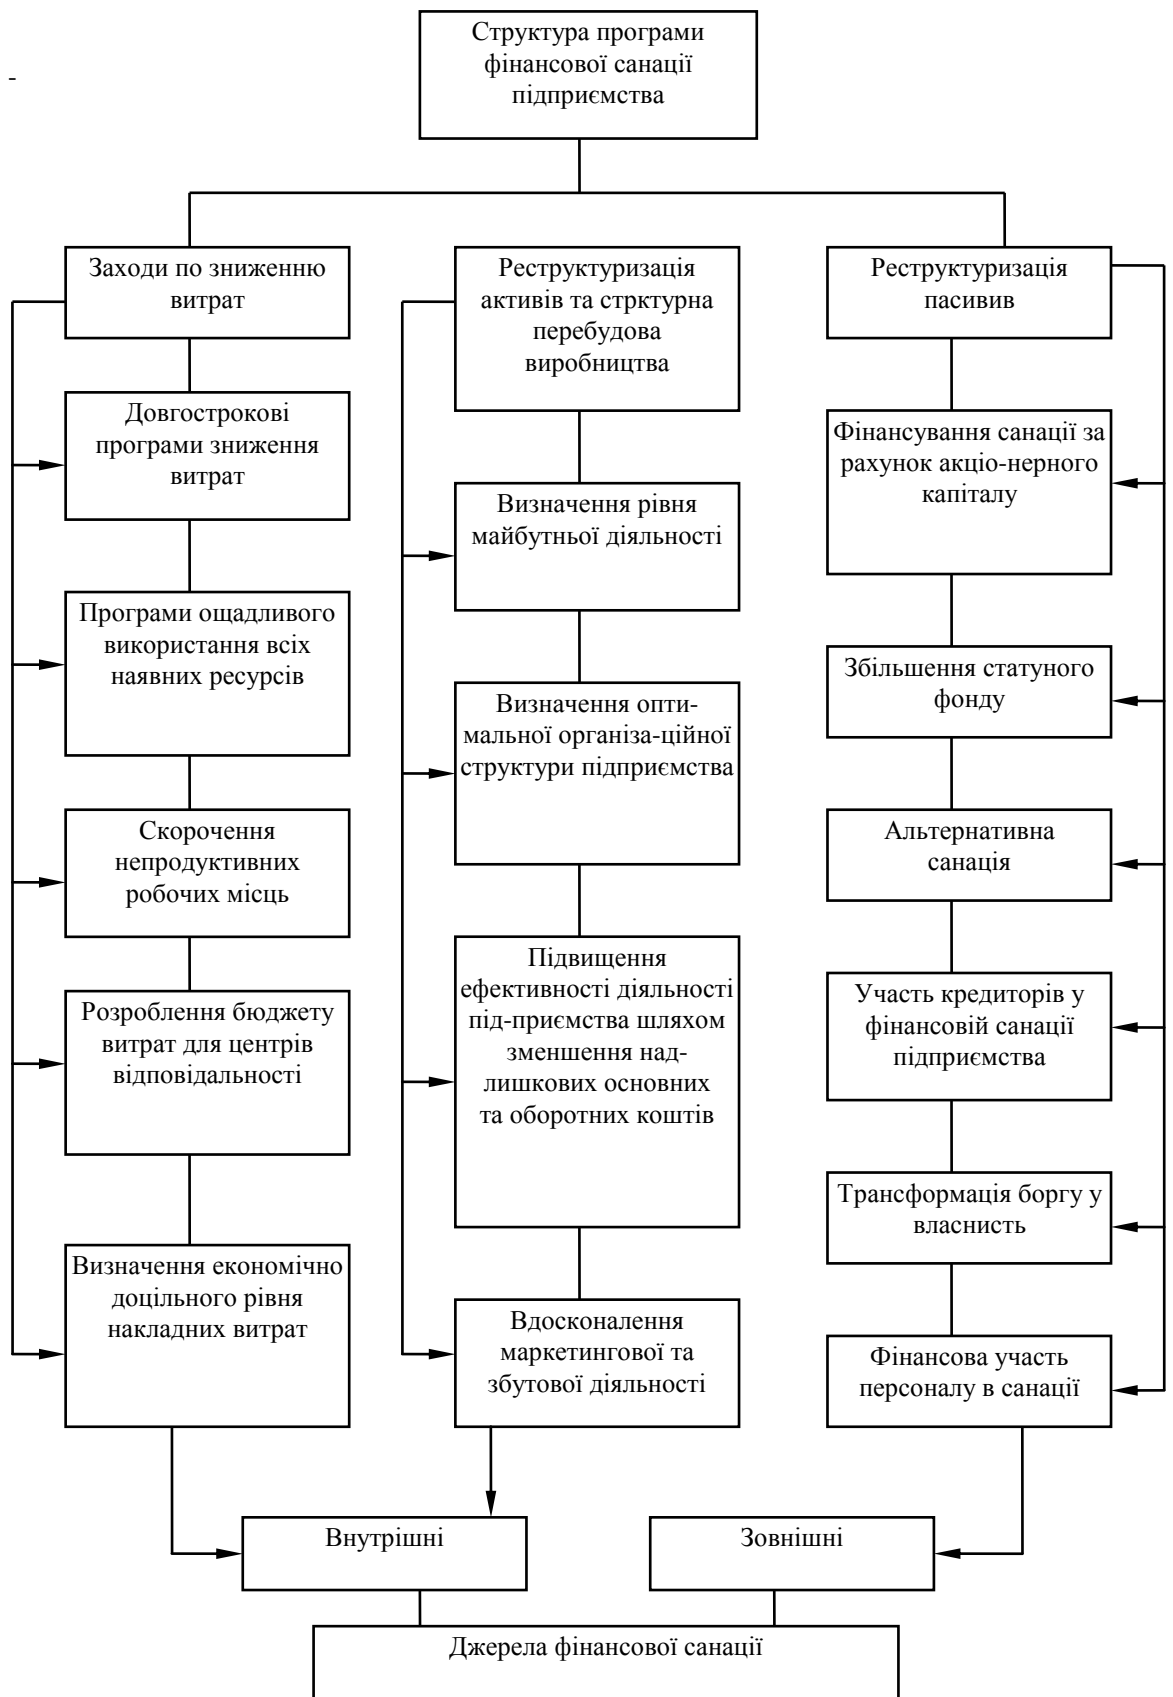 Структура програми
фінансової санації
підприємства
-
Заходи по зниженню
витрат
Довгострокові
програми зниження
витрат
Програми ощадливого
використання всіх
наявних ресурсів
Скорочення
непродуктивних
робочих місць
Розроблення бюджету
витрат для центрів
відповідальності
Визначення економічно
доцільного рівня
накладних витрат
Реструктуризація
активів та стрктурна
перебудова
виробництва
Визначення рівня
майбутньої діяльності
Визначення опти-
мальної організа-ційної
структури підприємства
Підвищення
ефективності діяльності
під-приємства шляхом
зменшення над-
лишкових основних
та оборотних коштів
Вдосконалення
маркетингової та
збутової діяльності
Реструктуризація
пасивив
Фінансування санації за
рахунок акціо-нерного
капіталу
Збільшення статуного
фонду
Альтернативна
санація
Участь кредиторів у
фінансовій санації
підприємства
Трансформація боргу у
власнисть
Фінансова участь
персоналу в санації
Внутрішні
Зовнішні
Джерела фінансової санації